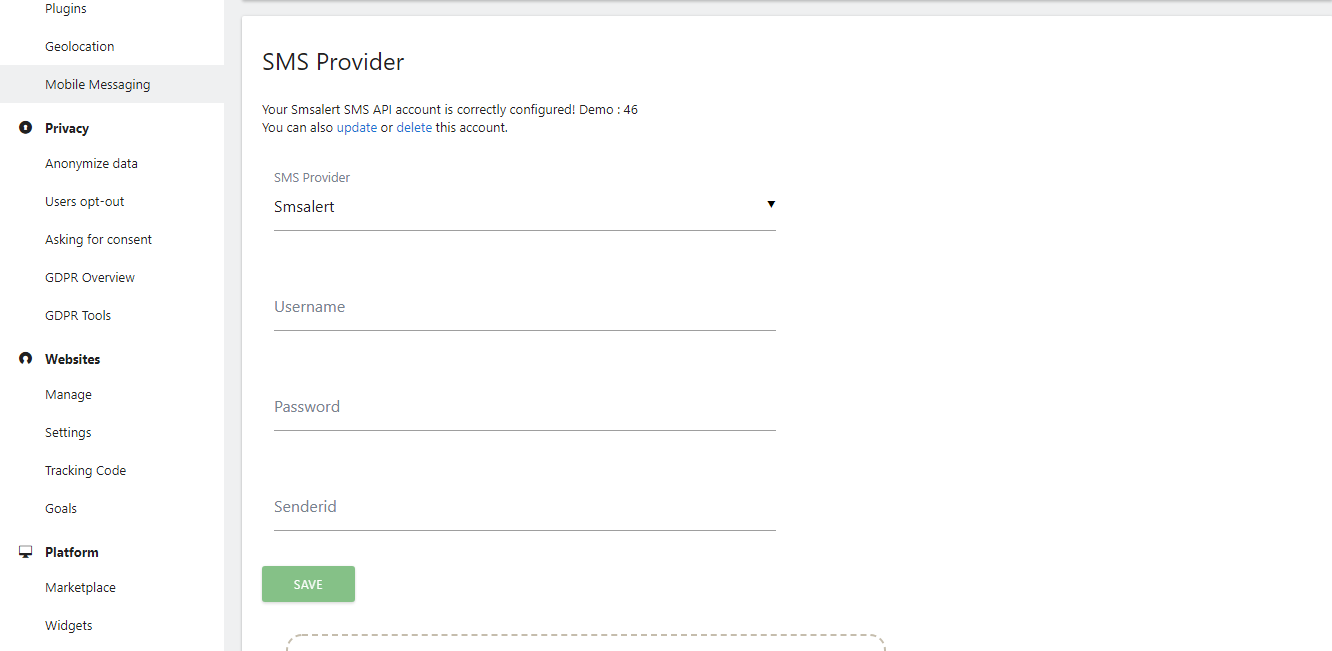 Plugins
Geolocation
Mobile Messaging
Privacy
Anonymize data
Users opt-out
Asking for consent
GDPR Overview
GDPR Tools
Websites
Manage
Settings
Tracking Code
Goals
Platform
Marketplace
Widgets
SMS Provider
Your Smsalert SMS API account is correctly configured! Demo : 46
You can also update or delete this account.
SMS Provider
Smsalert
Username
Password
Senderid
SAVE